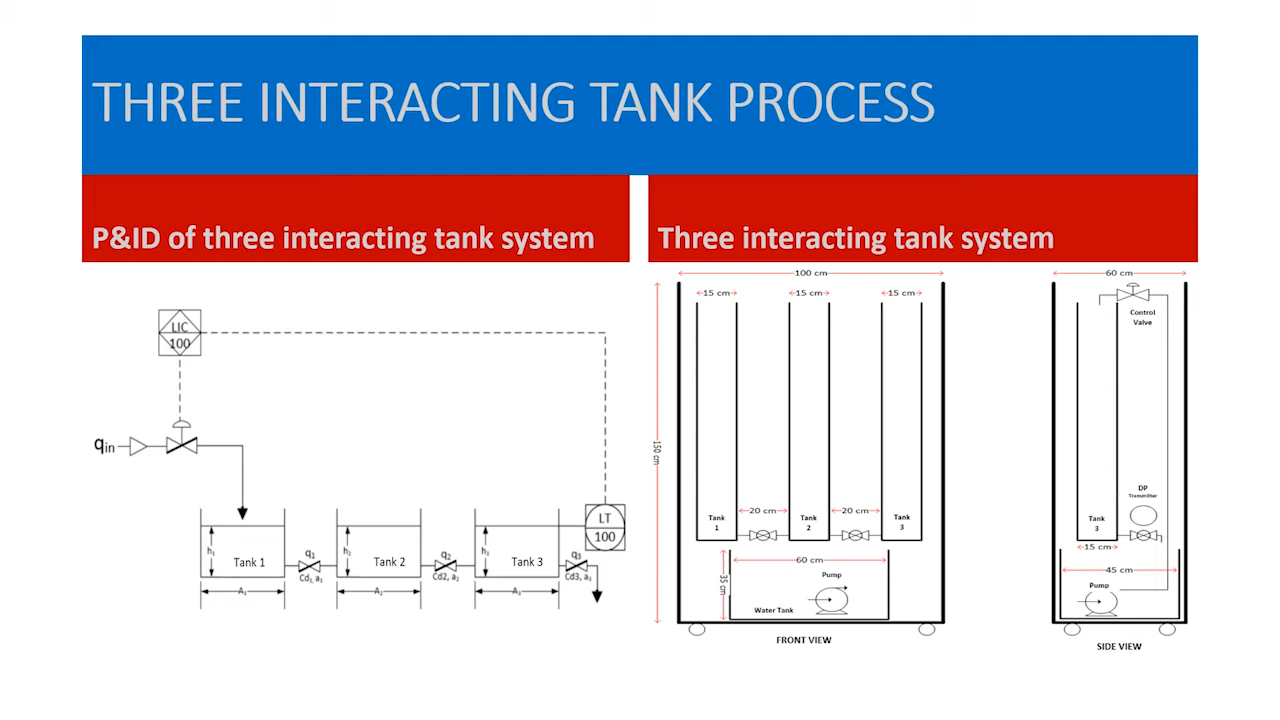 THREE INTERACTING TANK PROCESS
P&ID of three interacting tank system
LIC
100
qin
LT
100
h1
Tank 1
q1
Cd1, a1
h2
Tank 2
q2
Cd2, a2
h3
Tank 3
q3
Cd3, a3
A1
A2
A3
Three interacting tank system
100 cm
15 cm
15 cm
15 cm
150 cm
20 cm
20 cm
Tank
1
Tank
2
Tank
3
60 cm
35 cm
Pump
Water Tank
FRONT VIEW
60 cm
Control
Valve
DP
Transmitter
Tank
3
15 cm
45 cm
Pump
SIDE VIEW